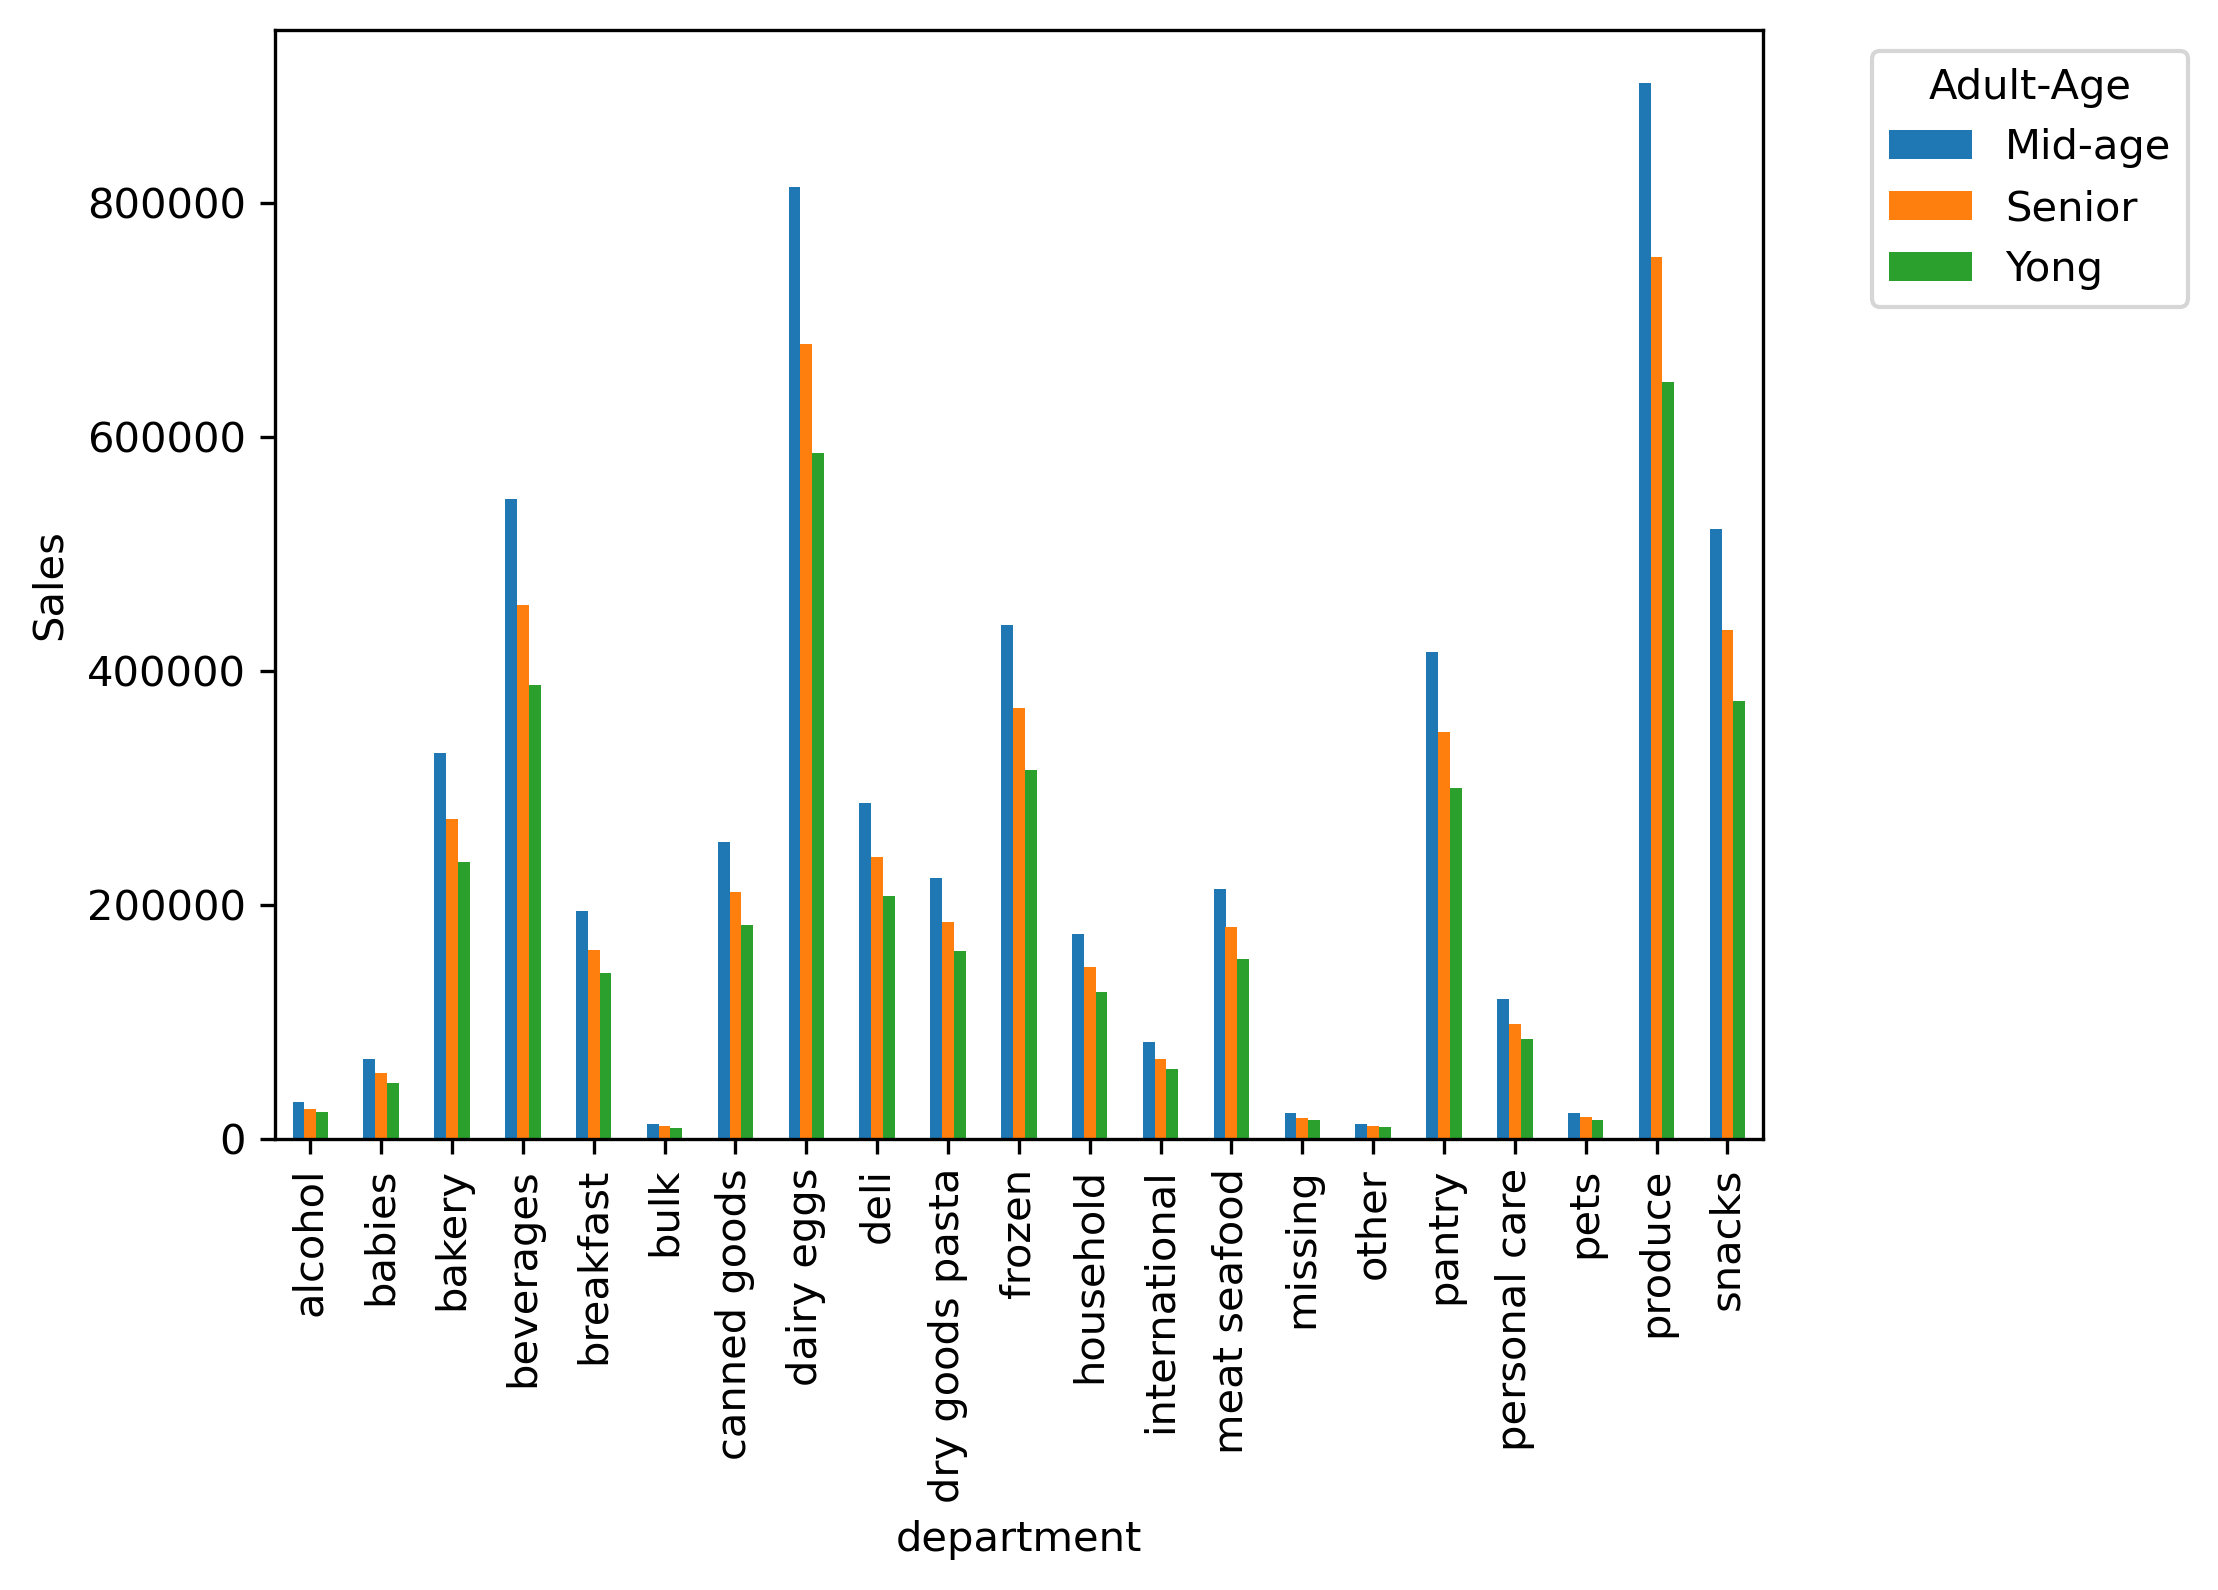 Adult-Age
Mid-age
Senior
Yong
Sales
800000
600000
400000
200000
0
alcohol
babies
bakery
beverages
breakfast
bulk
canned goods
dairy eggs
deli
dry goods pasta
frozen
household
international
meat seafood
missing
other
pantry
personal care
pets
produce
snacks
department